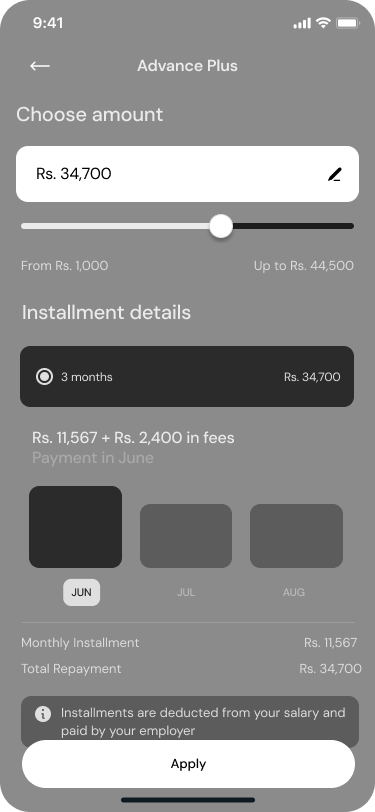 9:41
Advance Plus
Choose amount
Rs. 34,700
From Rs. 1,000 Up to Rs. 44,500
Installment details
3 months Rs. 34,700
Rs. 11,567 + Rs. 2,400 in fees
Payment in June
JUN JUL AUG
Monthly Installment Rs. 11,567
Total Repayment Rs. 34,700
Installments are deducted from your salary and
paid by your employer
Apply